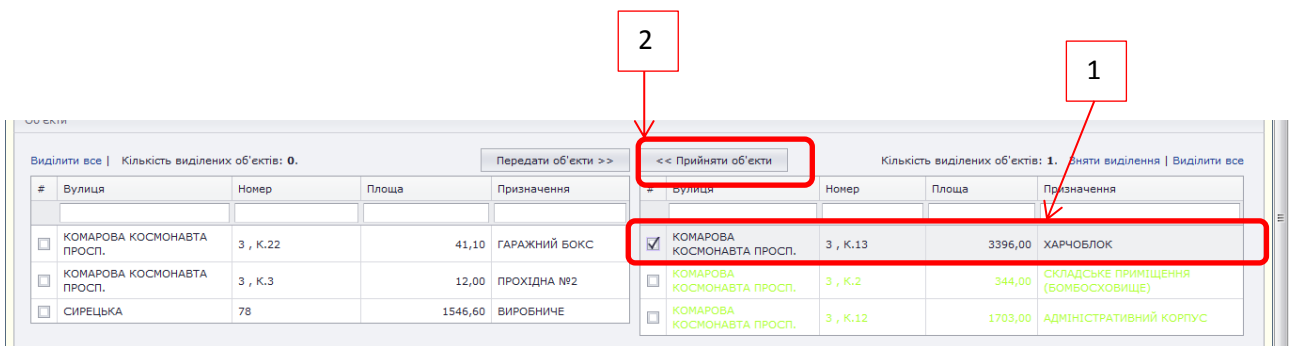 2
1
Об'єкти
Виділити все | Кількість виділених об'єктів: 0.
Передати об'єкти >>
<< Прийняти об'єкти
Кількість виділених об'єктів: 1. Зняти виділення | Виділити все
# Вулиця Номер Площа Призначення
КОМАРОВА КОСМОНАВТА
ПРОСП.
3 , К.22 41,10 ГАРАЖНИЙ БОКС
КОМАРОВА КОСМОНАВТА
ПРОСП.
3 , К.3 12,00 ПРОХІДНА №2
СИРЕЦЬКА 78 1546,60 ВИРОБНИЧЕ
# Вулиця Номер Площа Призначення
КОМАРОВА
КОСМОНАВТА ПРОСП.
3 , К.13 3396,00 ХАРЧОБЛОК
КОМАРОВА
КОСМОНАВТА ПРОСП.
3 , К.2 344,00 СКЛАДСЬКЕ ПРИМІЩЕННЯ
(БОМБОСХОВИЩЕ)
КОМАРОВА
КОСМОНАВТА ПРОСП.
3 , К.12 1703,00 АДМІНІСТРАТИВНИЙ КОРПУС